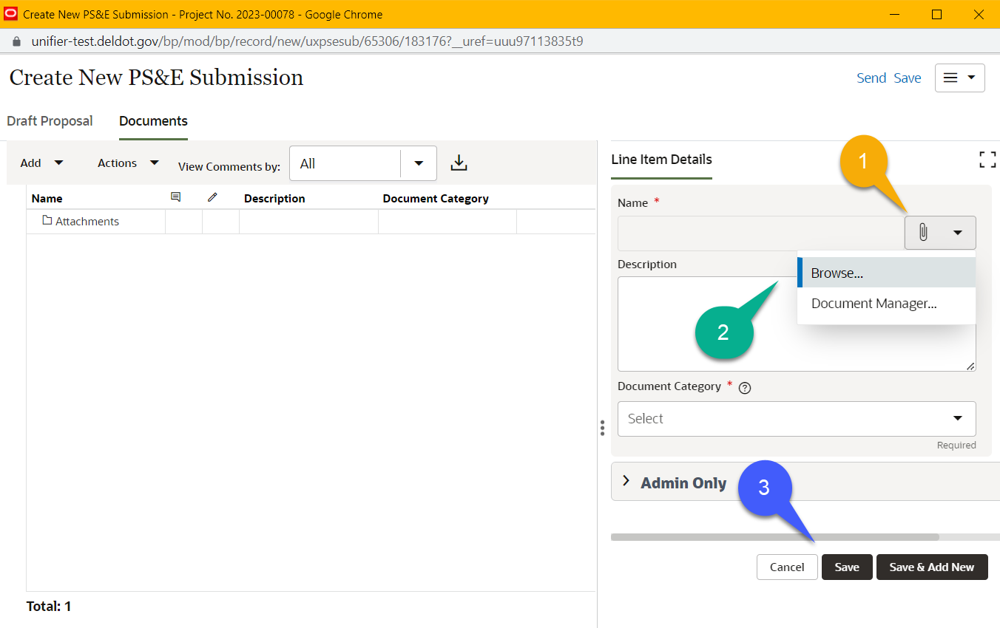 Create New PS&E Submission - Project No. 2023-00078 - Google Chrome
unifier-test.deldot.gov/bp/mod/bp/record/new/uxpsesub/65306/183176?__uref=uuu97113835t9
Create New PS&E Submission
Send Save
Draft Proposal Documents
Add Actions View Comments by: All
Name Description Document Category
Attachments
Total: 1
Line Item Details
1
Name *
Browse...
Document Manager...
Description
2
Document Category * ?
Select
Required
Admin Only
3
Cancel Save Save & Add New